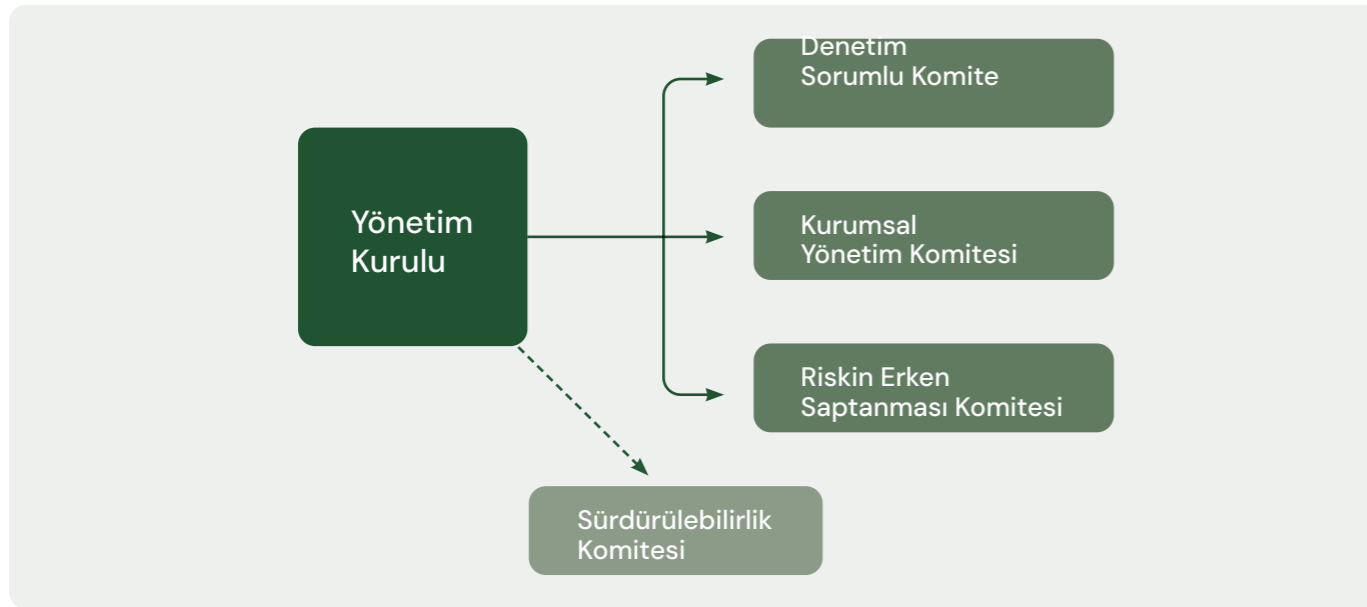 Denetim
Sorumlu Komite
Yönetim
Kurulu
Kurumsal
Yönetim Komitesi
Riskin Erken
Saptanması Komitesi
Sürdürülebilirlik
Komitesi